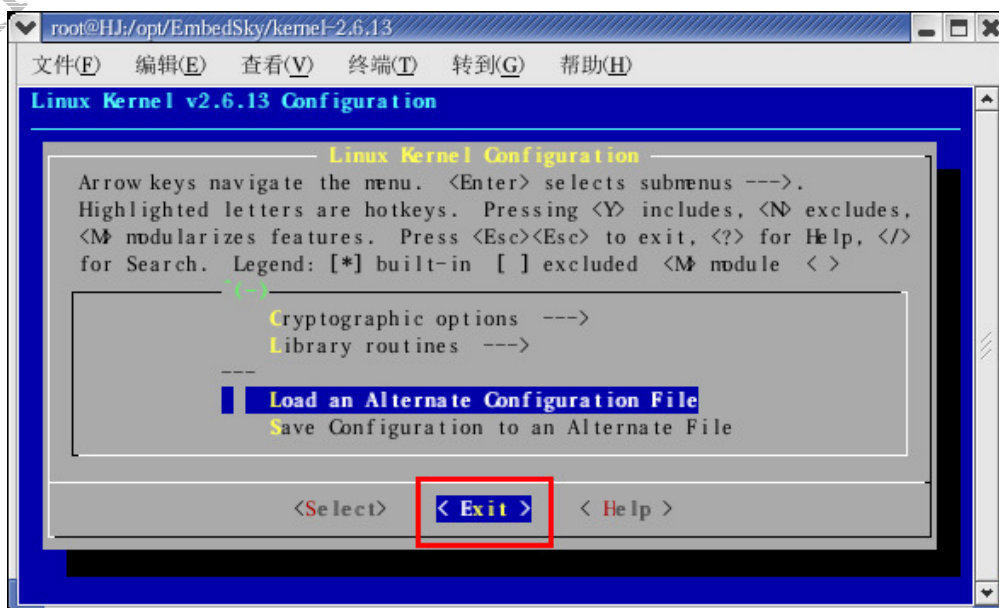 root@HJ:/opt/EmbedSky/kernel-2.6.13
文件(F) 编辑(E) 查看(V) 终端(T) 转到(G) 帮助(H)
Linux Kernel v2.6.13 Configuration
Linux Kernel Configuration
Arrow keys navigate the menu. <Enter> selects submenus --->.
Highlighted letters are hotkeys. Pressing <Y> includes, <N> excludes,
<M> modularizes features. Press <Esc><Esc> to exit, <?> for Help, </>
for Search. Legend: [*] built-in [ ] excluded <M> module < >
^(-)
Cryptographic options --->
Library routines --->
---
Load an Alternate Configuration File
Save Configuration to an Alternate File
<Select> < Exit > < Help >